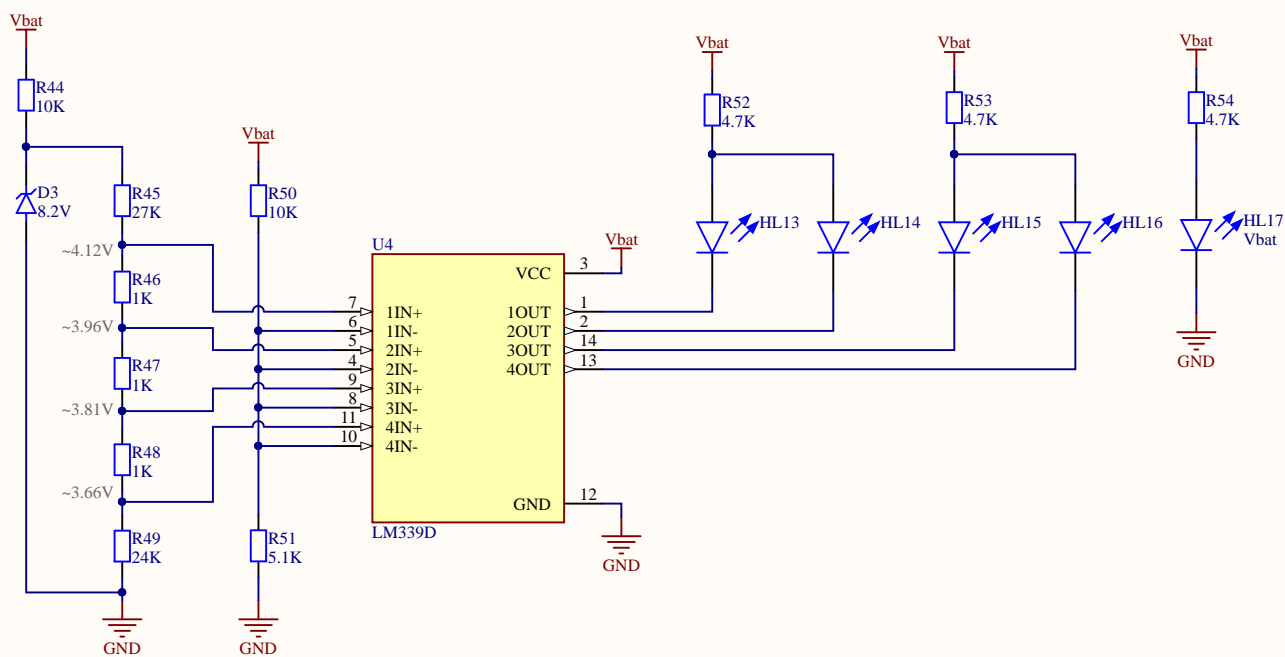 Vbat
R44
10K
D3
8.2V
R45
27K
~4.12V
R46
1K
~3.96V
R47
1K
~3.81V
R48
1K
~3.66V
R49
24K
GND
Vbat
R50
10K
R51
5.1K
GND
U4
VCC
3
Vbat
7
1IN+
6
1IN-
5
2IN+
4
2IN-
9
3IN+
8
3IN-
11
4IN+
10
4IN-
1OUT
1
2OUT
2
3OUT
14
4OUT
13
GND
12
GND
LM339D
Vbat
R52
4.7K
HL13
HL14
Vbat
R53
4.7K
HL15
HL16
Vbat
R54
4.7K
HL17
Vbat
GND